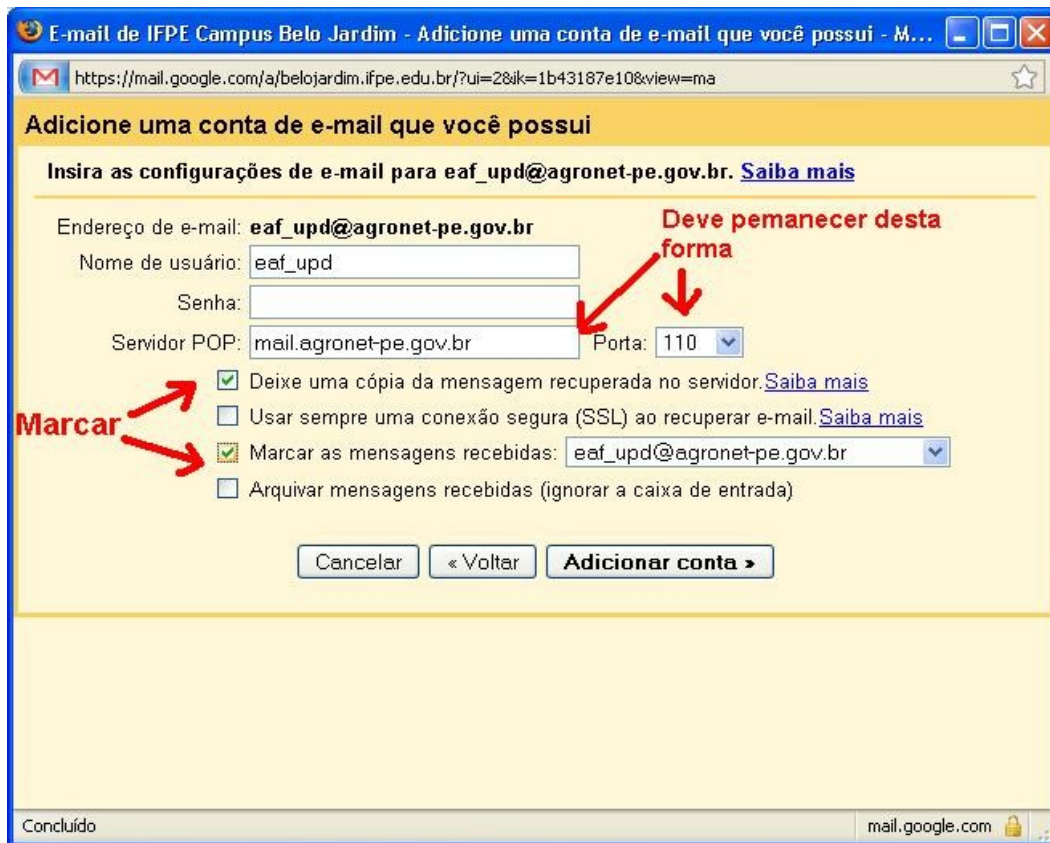 E-mail de IFPE Campus Belo Jardim - Adicione uma conta de e-mail que você possui - M...
https://mail.google.com/a/belojardim.ifpe.edu.br/?ui=2&ik=1b43187e10&view=ma
Adicione uma conta de e-mail que você possui
Insira as configurações de e-mail para eaf_upd@agronet-pe.gov.br. Saiba mais
Endereço de e-mail: eaf_upd@agronet-pe.gov.br
Deve pemanecer desta
forma
Nome de usuário: eaf_upd
Senha:
Servidor POP: mail.agronet-pe.gov.br Porta: 110
Marcar
Deixe uma cópia da mensagem recuperada no servidor. Saiba mais
Usar sempre uma conexão segura (SSL) ao recuperar e-mail. Saiba mais
Marcar as mensagens recebidas: eaf_upd@agronet-pe.gov.br
Arquivar mensagens recebidas (ignorar a caixa de entrada)
Cancelar « Voltar Adicionar conta »
Concluído mail.google.com